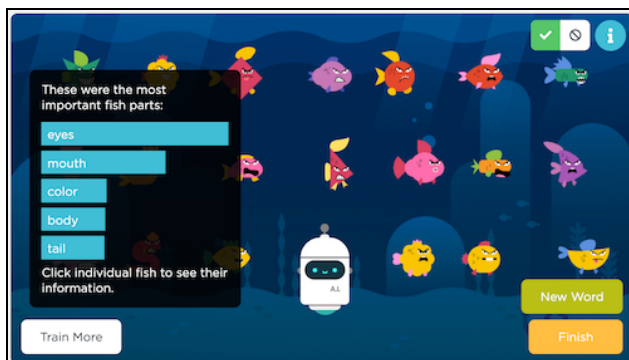 These were the most
important fish parts:
eyes
mouth
color
body
tail
Click individual fish to see their
information.
A.I.
New Word
Train More
Finish